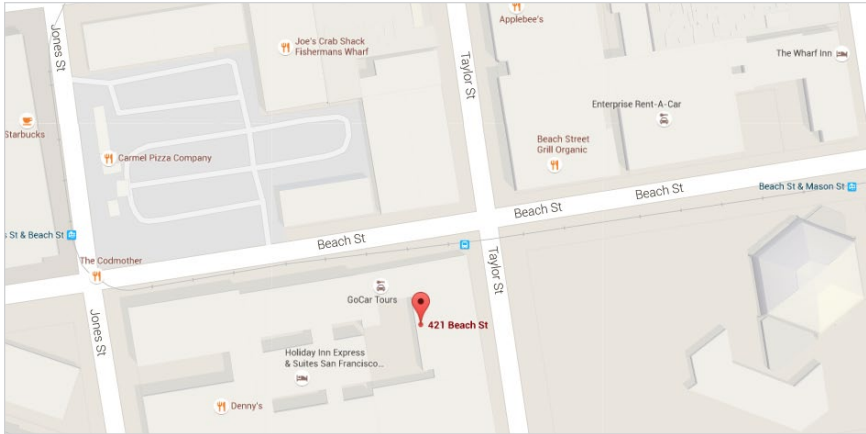 Jones St
Joe's Crab Shack
Fishermans Wharf
Taylor St
Applebee's
The Wharf Inn
Enterprise Rent-A-Car
Starbucks
Carmel Pizza Company
Beach Street
Grill Organic
Beach St & Mason St
Beach St
Beach St
Beach St
s St & Beach St
The Codmother
Taylor St
GoCar Tours
421 Beach St
Jones St
Holiday Inn Express
& Suites San Francisco...
Denny's